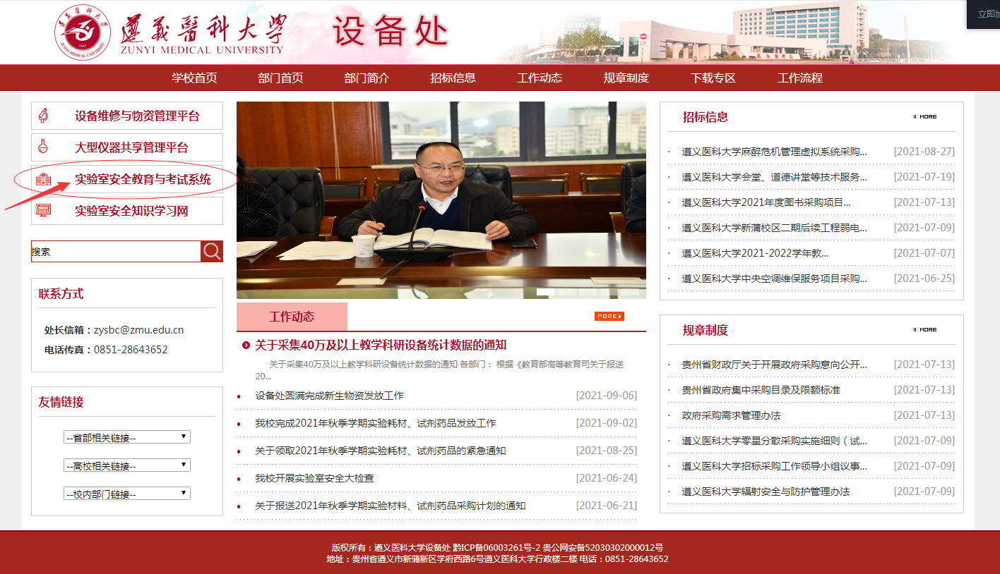 遵義醫科大學
ZUNYI MEDICAL UNIVERSITY
设备处
立即加
学校首页 部门首页 部门简介 招标信息 工作动态 规章制度 下载专区 工作流程
设备维修与物资管理平台
大型仪器共享管理平台
实验室安全教育与考试系统
实验室安全知识学习网
搜索
联系方式
处长信箱：zysbc@zmu.edu.cn
电话传真：0851-28643652
友情链接
--省部相关链接--
--高校相关链接--
--校内部门链接--
工作动态 MORE
关于采集40万及以上教学科研设备统计数据的通知
关于采集40万及以上教学科研设备统计数据的通知 各部门： 根据《教育部高等教育司关于报送
20...
设备处圆满完成新生物资发放工作 [2021-09-06]
我校完成2021年秋季学期实验耗材、试剂药品发放工作 [2021-09-02]
关于领取2021年秋季学期实验耗材、试剂药品的紧急通知 [2021-08-25]
我校开展实验室安全大检查 [2021-06-24]
关于报送2021年秋季学期实验材料、试剂药品采购计划的通知 [2021-06-21]
招标信息 MORE
遵义医科大学麻醉危机管理虚拟系统采购... [2021-08-27]
遵义医科大学会堂、道德讲堂等技术服务... [2021-07-19]
遵义医科大学2021年度图书采购项目... [2021-07-13]
遵义医科大学新蒲校区二期后续工程弱电... [2021-07-09]
遵义医科大学2021-2022学年教... [2021-07-07]
遵义医科大学中央空调维保服务项目采购... [2021-06-25]
规章制度 MORE
贵州省财政厅关于开展政府采购意向公开... [2021-07-13]
贵州省政府集中采购目录及限额标准 [2021-07-13]
政府采购需求管理办法 [2021-07-13]
遵义医科大学零星分散采购实施细则（试... [2021-07-09]
遵义医科大学招标采购工作领导小组议事... [2021-07-09]
遵义医科大学辐射安全与防护管理办法 [2021-07-09]
版权所有：遵义医科大学设备处 黔ICP备06003261号-2 贵公网安备52030302000012号
地址：贵州省遵义市新蒲新区学府西路6号遵义医科大学行政楼二楼 电话：0851-28643652